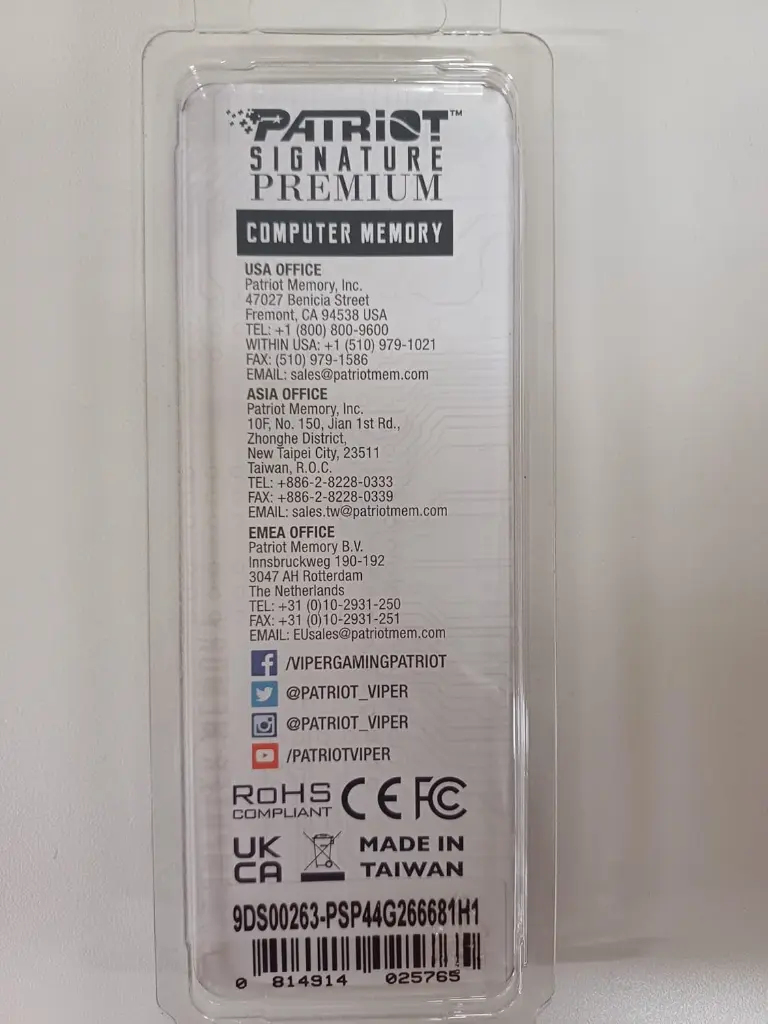 PATRIOT™
SIGNATURE
PREMIUM
COMPUTER MEMORY
USA OFFICE
Patriot Memory, Inc.
47027 Benicia Street
Fremont, CA 94538 USA
TEL: +1 (800) 800-9600
WITHIN USA: +1 (510) 979-1021
FAX: (510) 979-1586
EMAIL: sales@patriotmem.com
ASIA OFFICE
Patriot Memory, Inc.
10F, No. 150, Jian 1st Rd.,
Zhonghe District,
New Taipei City, 23511
Taiwan, R.O.C.
TEL: +886-2-8228-0333
FAX: +886-2-8228-0339
EMAIL: sales.tw@patriotmem.com
EMEA OFFICE
Patriot Memory B.V.
Innsbruckweg 190-192
3047 AH Rotterdam
The Netherlands
TEL: +31 (0)10-2931-250
FAX: +31 (0)10-2931-251
EMAIL: EUsales@patriotmem.com
/VIPERGAMINGPATRIOT
@PATRIOT_VIPER
@PATRIOT_VIPER
/PATRIOTVIPER
RoHS
COMPLIANT
CE FC
UK
CA
MADE IN
TAIWAN
9DS00263-PSP44G266681H1
0 814914 025765